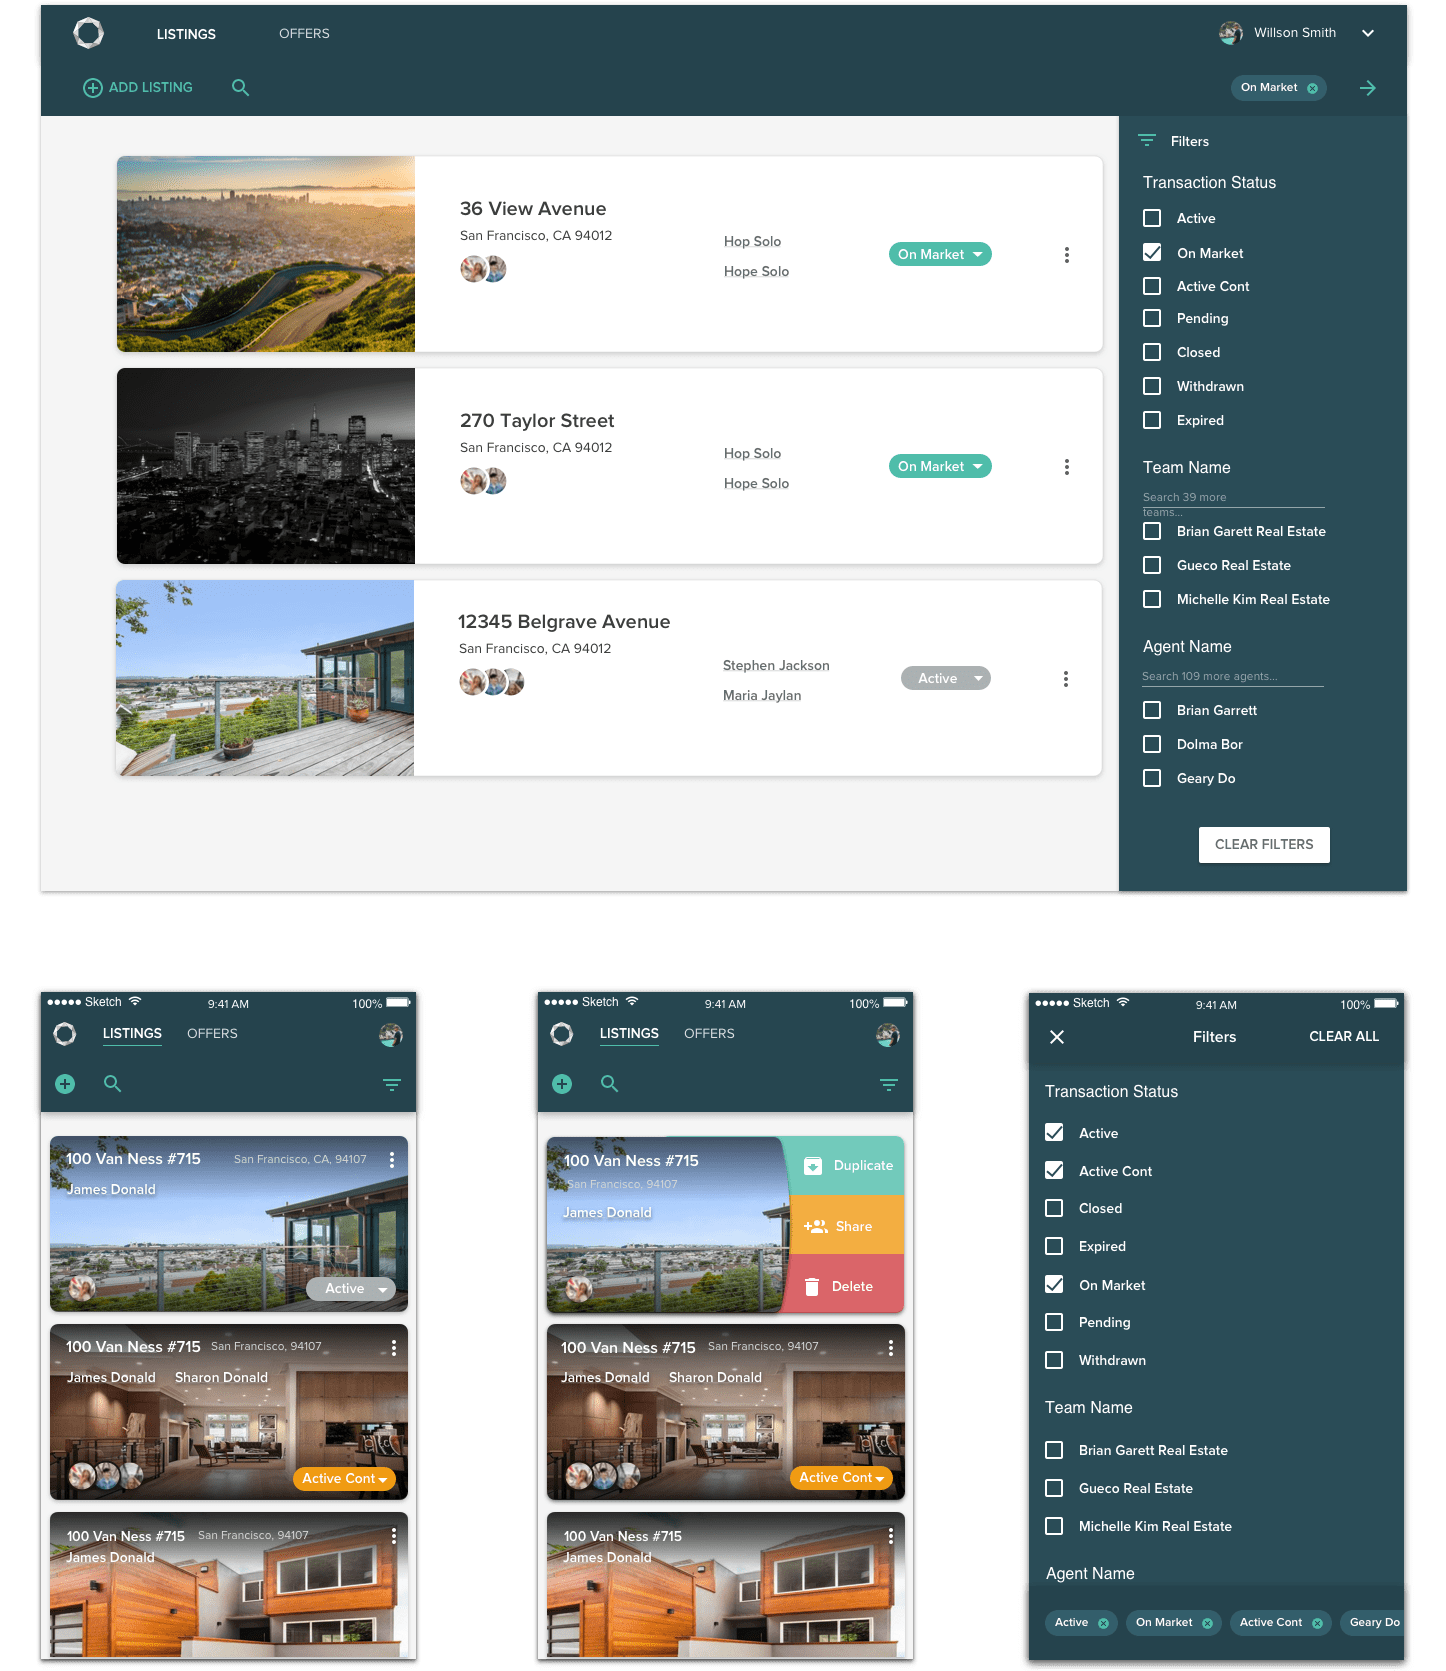 LISTINGS OFFERS Willson Smith
ADD LISTING On Market
Filters
Transaction Status
Active
On Market
Active Cont
Pending
Closed
Withdrawn
Expired
Team Name
Search 39 more
teams...
Brian Garett Real Estate
Gueco Real Estate
Michelle Kim Real Estate
Agent Name
Search 109 more agents...
Brian Garrett
Dolma Bor
Geary Do
CLEAR FILTERS
36 View Avenue
San Francisco, CA 94012
Hop Solo
Hope Solo
On Market
270 Taylor Street
San Francisco, CA 94012
Hop Solo
Hope Solo
On Market
12345 Belgrave Avenue
San Francisco, CA 94012
Stephen Jackson
Maria Jaylan
Active
Sketch 9:41 AM 100%
LISTINGS OFFERS
100 Van Ness #715 San Francisco, CA, 94107
James Donald
Active
100 Van Ness #715 San Francisco, 94107
James Donald Sharon Donald
Active Cont
100 Van Ness #715 San Francisco, 94107
James Donald
Sketch 9:41 AM 100%
LISTINGS OFFERS
100 Van Ness #715
San Francisco, 94107
James Donald
Duplicate
Share
Delete
100 Van Ness #715 San Francisco, 94107
James Donald Sharon Donald
Active Cont
100 Van Ness #715
James Donald
Sketch 9:41 AM 100%
Filters CLEAR ALL
Transaction Status
Active
Active Cont
Closed
Expired
On Market
Pending
Withdrawn
Team Name
Brian Garett Real Estate
Gueco Real Estate
Michelle Kim Real Estate
Agent Name
Active On Market Active Cont Geary Do